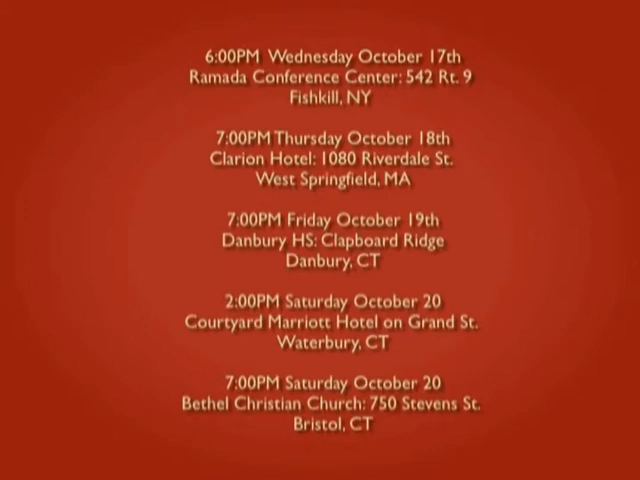 6:00PM Wednesday October 17th
Ramada Conference Center: 542 Rt. 9
Fishkill, NY
7:00PM Thursday October 18th
Clarion Hotel: 1080 Riverdale St.
West Springfield, MA
7:00PM Friday October 19th
Danbury HS: Clapboard Ridge
Danbury, CT
2:00PM Saturday October 20
Courtyard Marriott Hotel on Grand St.
Waterbury, CT
7:00PM Saturday October 20
Bethel Christian Church: 750 Stevens St.
Bristol, CT